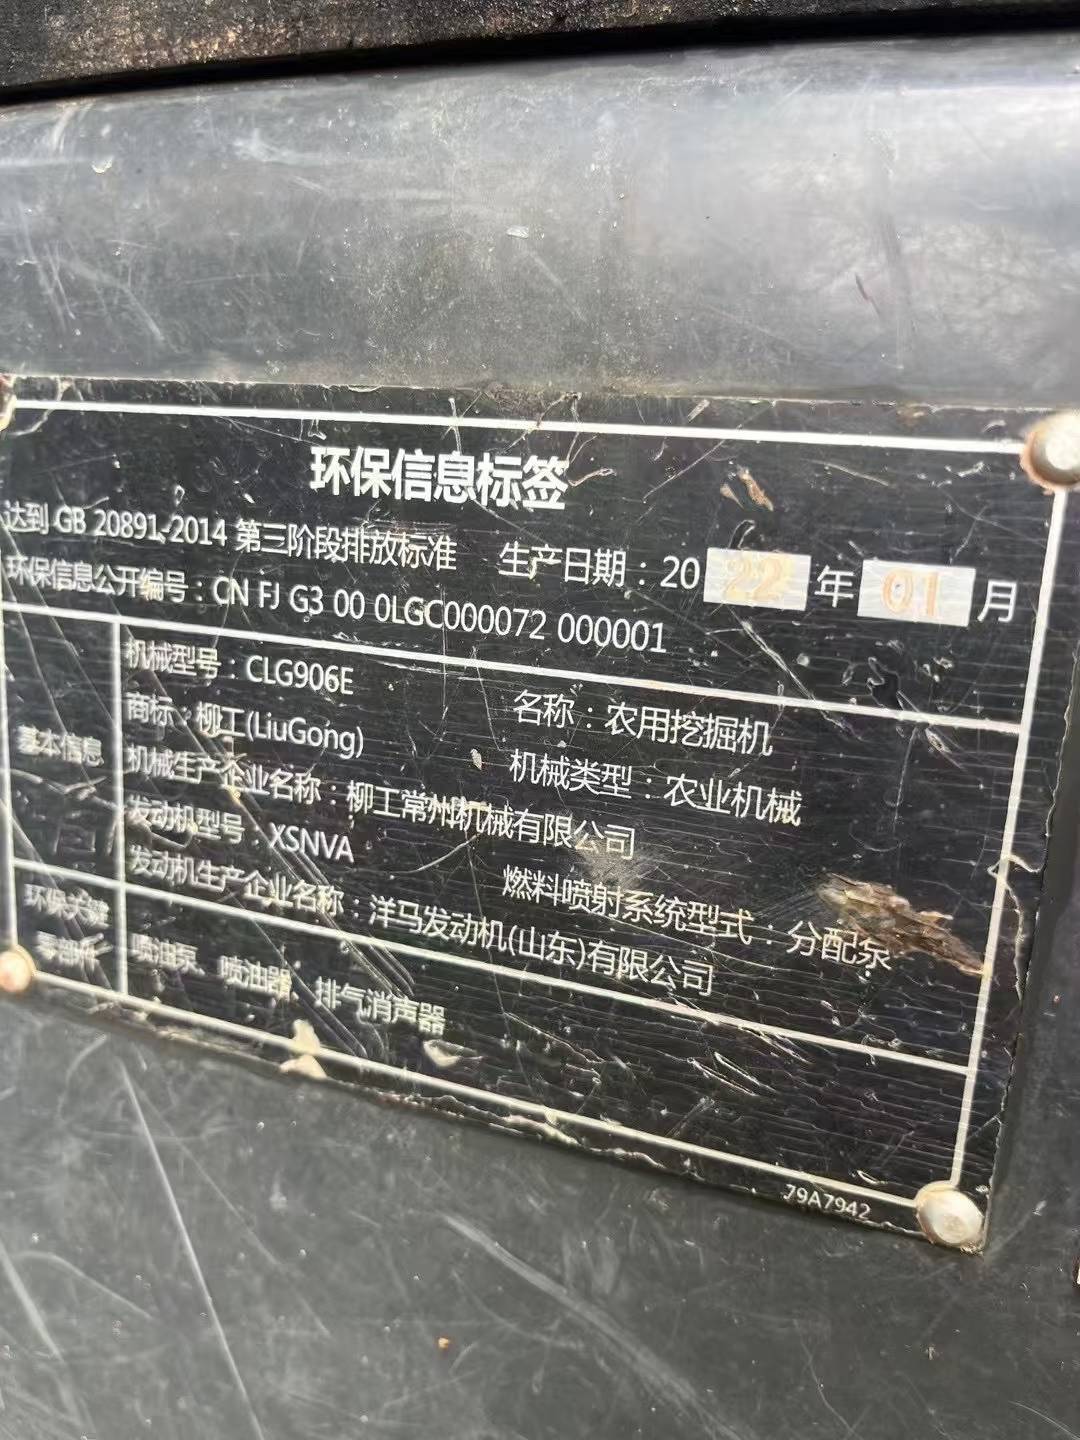 环保信息标签
达到 GB 20891-2014 第三阶段排放标准 生产日期：2022年01月
环保信息公开编号：CN FJ G3 00 0LGC000072 000001
基本信息
机械型号：CLG906E 名称：农用挖掘机
商标：柳工(LiuGong) 机械类型：农业机械
机械生产企业名称：柳工常州机械有限公司
发动机型号：XSNVA 燃料喷射系统型式：分配泵
发动机生产企业名称：洋马发动机(山东)有限公司
环保关键
零部件
喷油泵、喷油器、排气消声器
79A7942